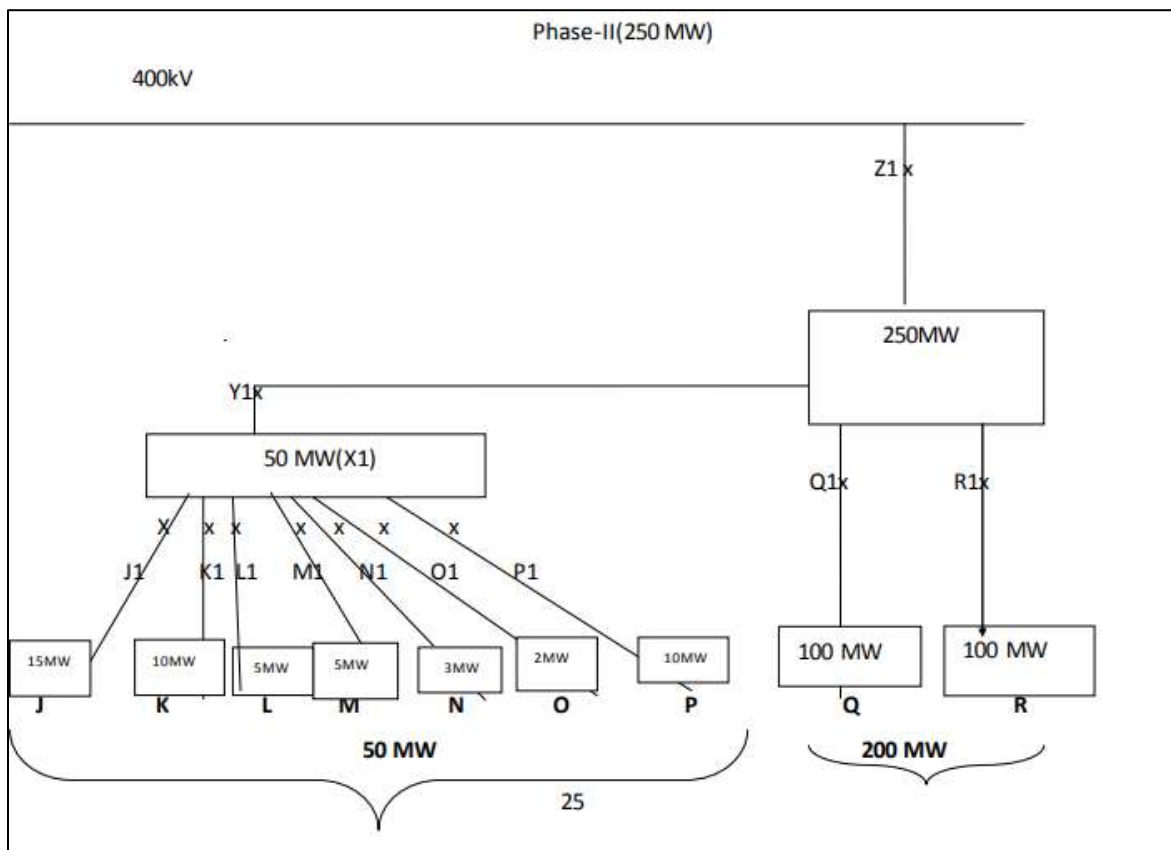 Phase-II(250 MW)
400kV
Z1 x
250MW
Y1x
50 MW(X1)
Q1x R1x
X x x x x x x
J1 K1 L1 M1 N1 O1 P1
15MW 10MW 5MW 5MW 3MW 2MW 10MW 100 MW 100 MW
J K L M N O P Q R
50 MW 200 MW
25